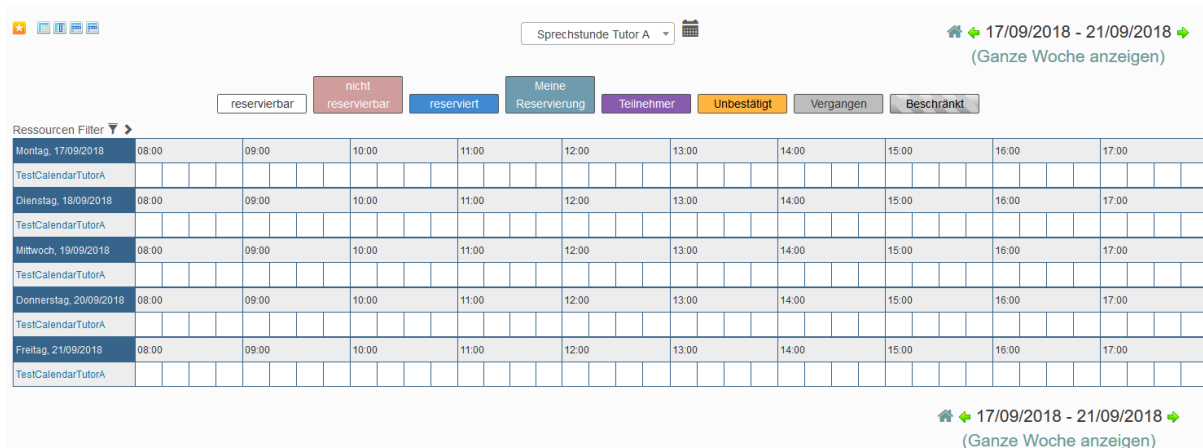 Sprechstunde Tutor A
17/09/2018 - 21/09/2018
(Ganze Woche anzeigen)
reservierbar
nicht
reservierbar
reserviert
Meine
Reservierung
Teilnehmer
Unbestätigt
Vergangen
Beschränkt
Ressourcen Filter
Montag, 17/09/2018 08:00 09:00 10:00 11:00 12:00 13:00 14:00 15:00 16:00 17:00
TestCalendarTutorA
Dienstag, 18/09/2018 08:00 09:00 10:00 11:00 12:00 13:00 14:00 15:00 16:00 17:00
TestCalendarTutorA
Mittwoch, 19/09/2018 08:00 09:00 10:00 11:00 12:00 13:00 14:00 15:00 16:00 17:00
TestCalendarTutorA
Donnerstag, 20/09/2018 08:00 09:00 10:00 11:00 12:00 13:00 14:00 15:00 16:00 17:00
TestCalendarTutorA
Freitag, 21/09/2018 08:00 09:00 10:00 11:00 12:00 13:00 14:00 15:00 16:00 17:00
TestCalendarTutorA
17/09/2018 - 21/09/2018
(Ganze Woche anzeigen)